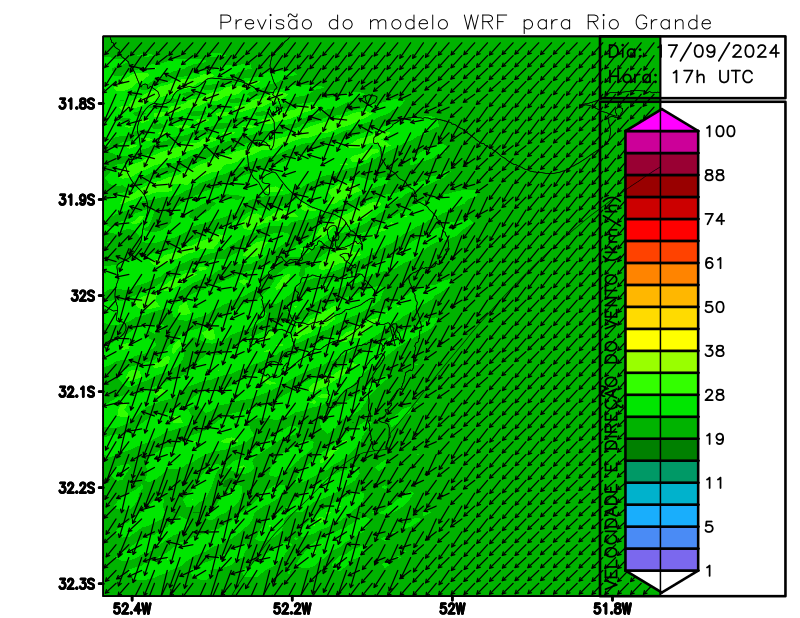 Previsão do modelo WRF para Rio Grande
Dia: 17/09/2024
Hora: 17h UTC
31.8S
31.9S
32S
32.1S
32.2S
32.3S
52.4W
52.2W
52W
51.8W
VELOCIDADE E DIREÇÃO DO VENTO (km/h)
100
88
74
61
50
38
28
19
11
5
1